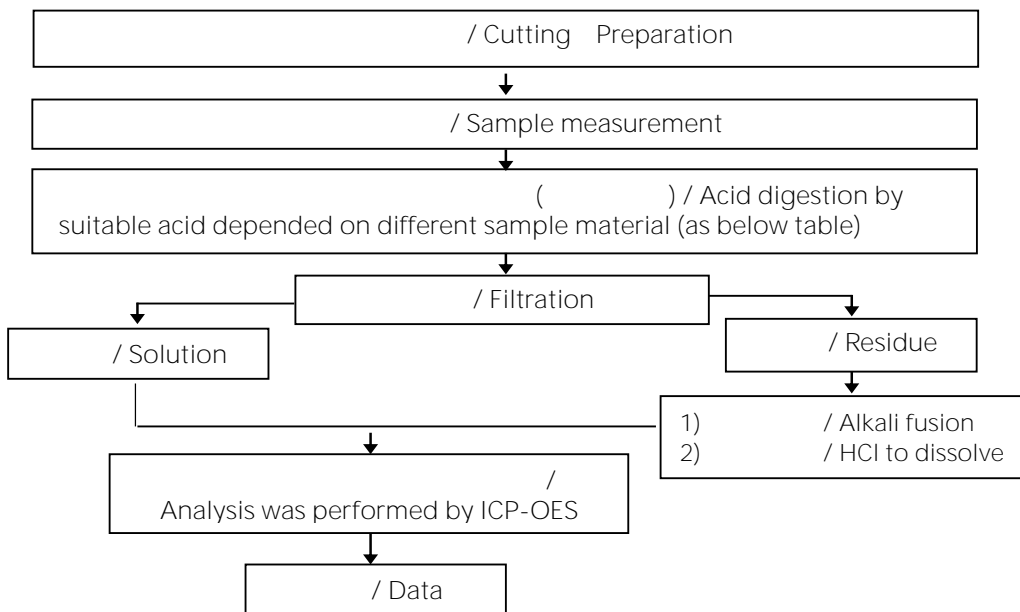 / Cutting Preparation
/ Sample measurement
( ) / Acid digestion by
suitable acid depended on different sample material (as below table)
/ Filtration
/ Solution
/ Residue
1) / Alkali fusion
2) / HCl to dissolve
/
Analysis was performed by ICP-OES
/ Data